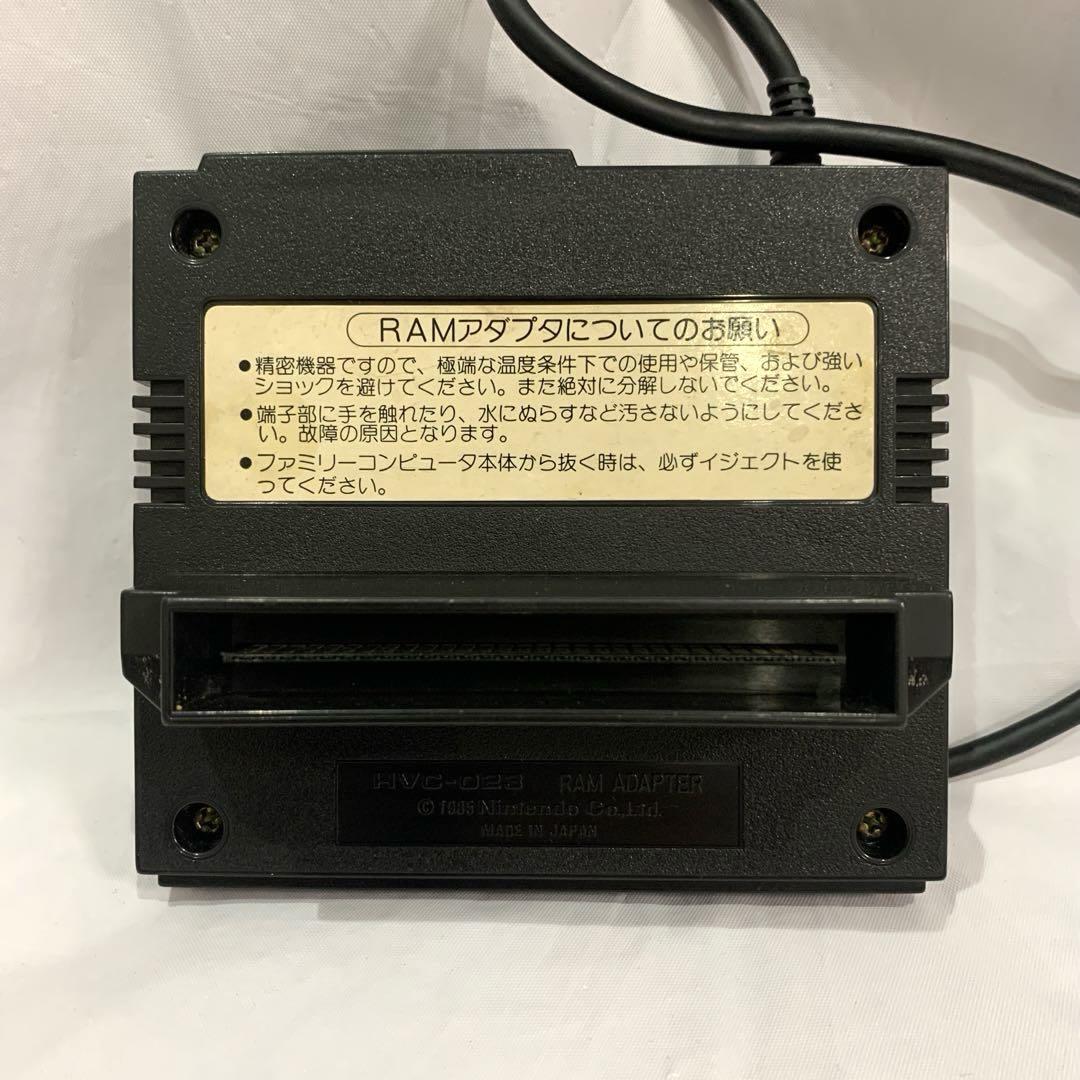 RAMアダプタについてのお願い
●精密機器ですので、極端な温度条件下での使用や保管、および強い
ショックを避けてください。また絶対に分解しないでください。
●端子部に手を触れたり、水にぬらすなど汚さないようにしてくださ
い。故障の原因となります。
●ファミリーコンピュータ本体から抜く時は、必ずイジェクトを使
ってください。
HVC-023 RAM ADAPTER
© 1985 Nintendo Co.,Ltd.
MADE IN JAPAN